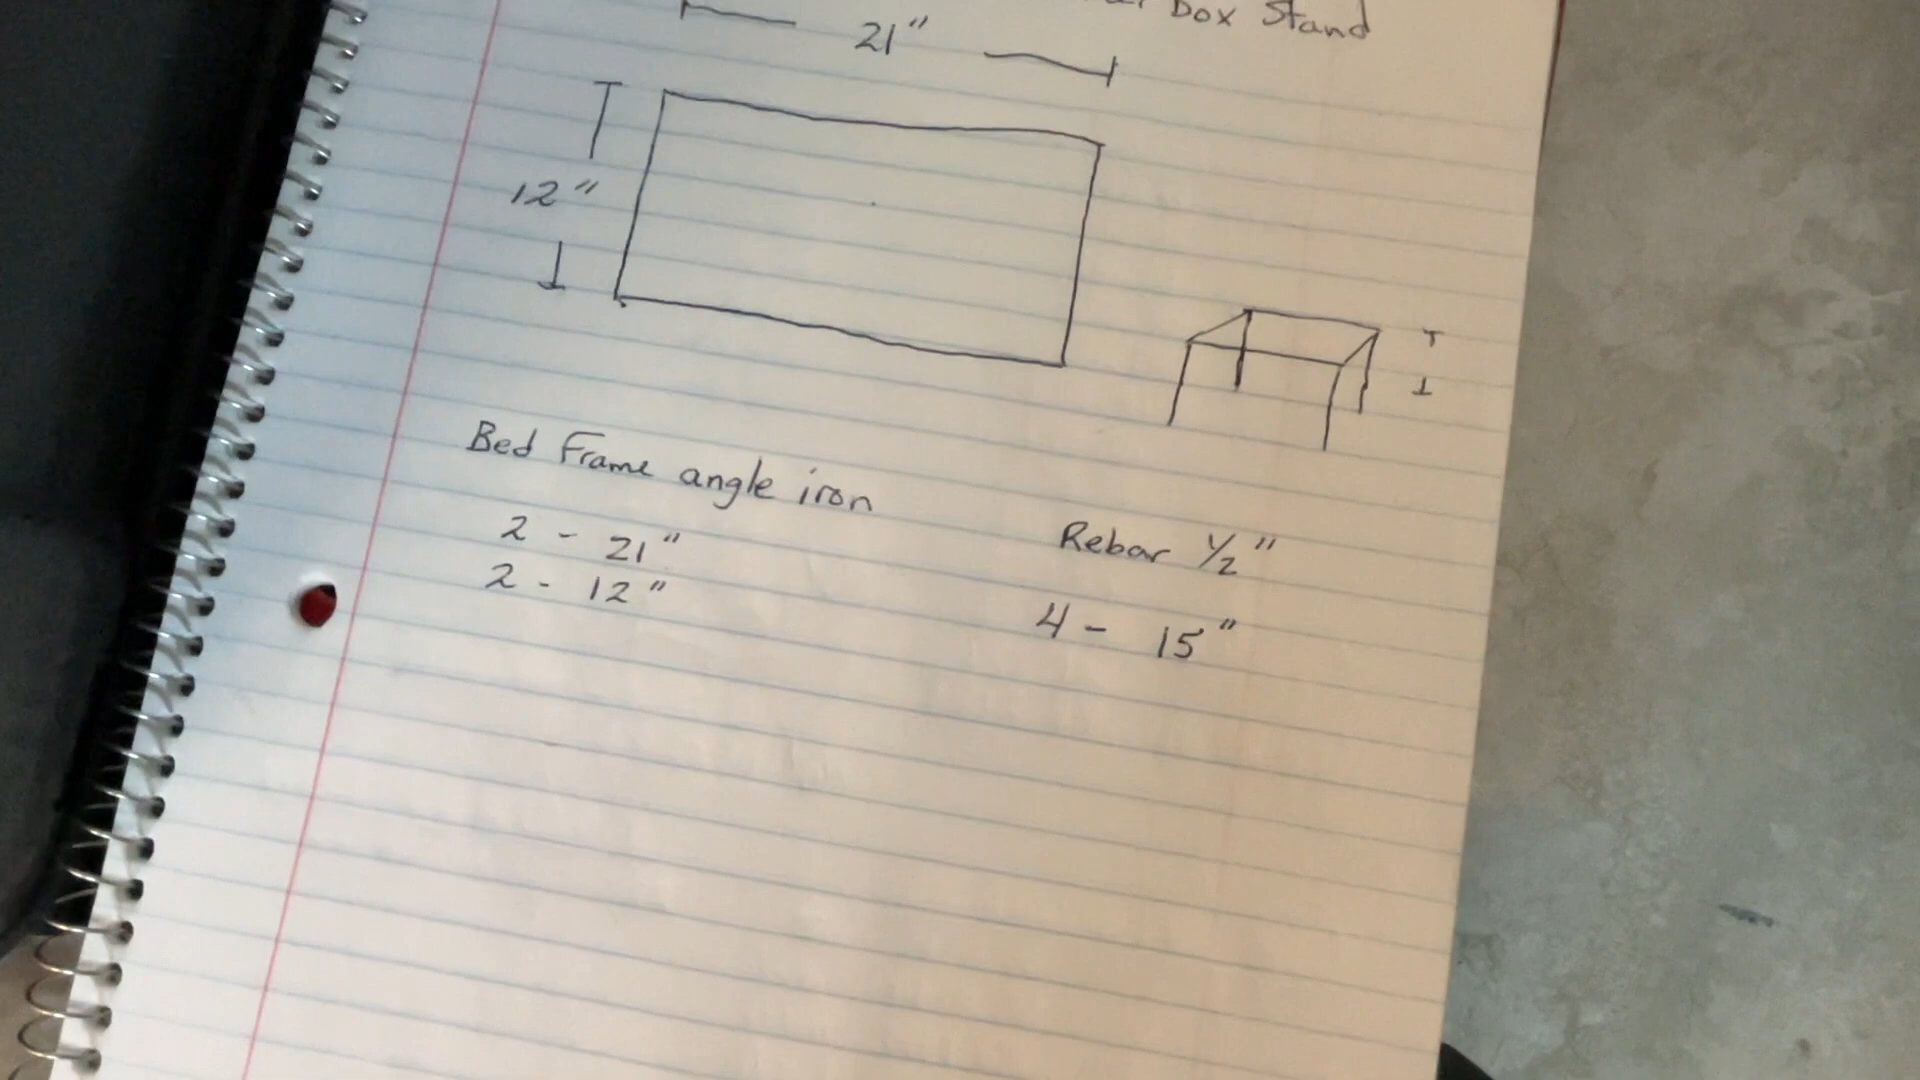 Box Stand
21"
12"
Bed Frame angle iron
2 - 21"
2 - 12"
Rebar 1/2"
4 - 15"